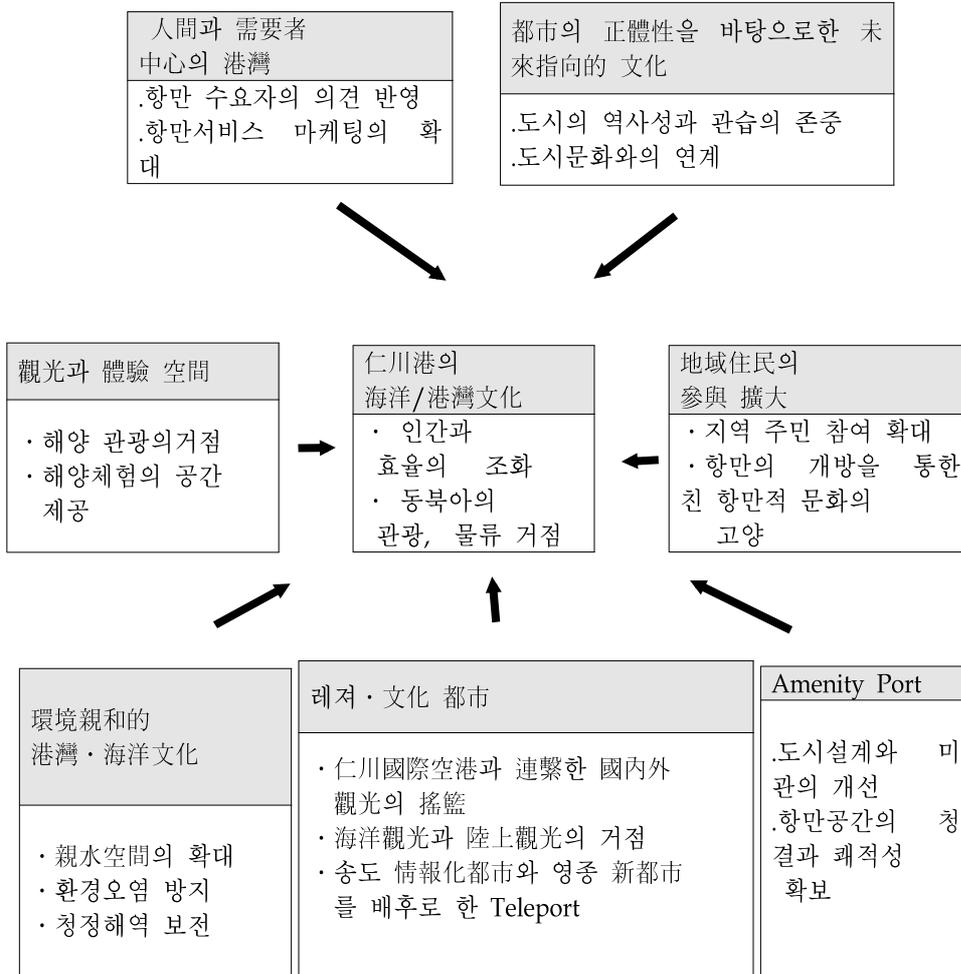 人間과 需要者
中心의 港灣
.항만 수요자의 의견 반영
.항만서비스 마케팅의 확
대
都市의 正體性을 바탕으로한 未
來指向的 文化
.도시의 역사성과 관습의 존중
.도시문화와의 연계
觀光과 體驗 空間
· 해양 관광의거점
· 해양체험의 공간
제공
仁川港의
海洋/港灣文化
· 인간과
효율의 조화
· 동북아의
관광, 물류 거점
地域住民의
參與 擴大
· 지역 주민 참여 확대
· 항만의 개방을 통한
친 항만적 문화의
고양
環境親和的
港灣 · 海洋文化
· 親水空間의 확대
· 환경오염 방지
· 청정해역 보전
레져 · 文化 都市
· 仁川國際空港과 連繫한 國內外
觀光의 搖籃
· 海洋觀光과 陸上觀光의 거점
· 송도 情報化都市와 영종 新都市
를 배후로 한 Teleport
Amenity Port
.도시설계와 미
관의 개선
.항만공간의 청
결과 쾌적성
확보